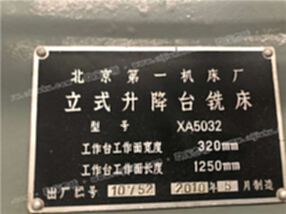 北京第一机床厂
立式升降台铣床
型号 XA5032
工作台工作面宽度 320mm
工作台工作面长度 1250mm
出厂编号 10752 2010年8月制造